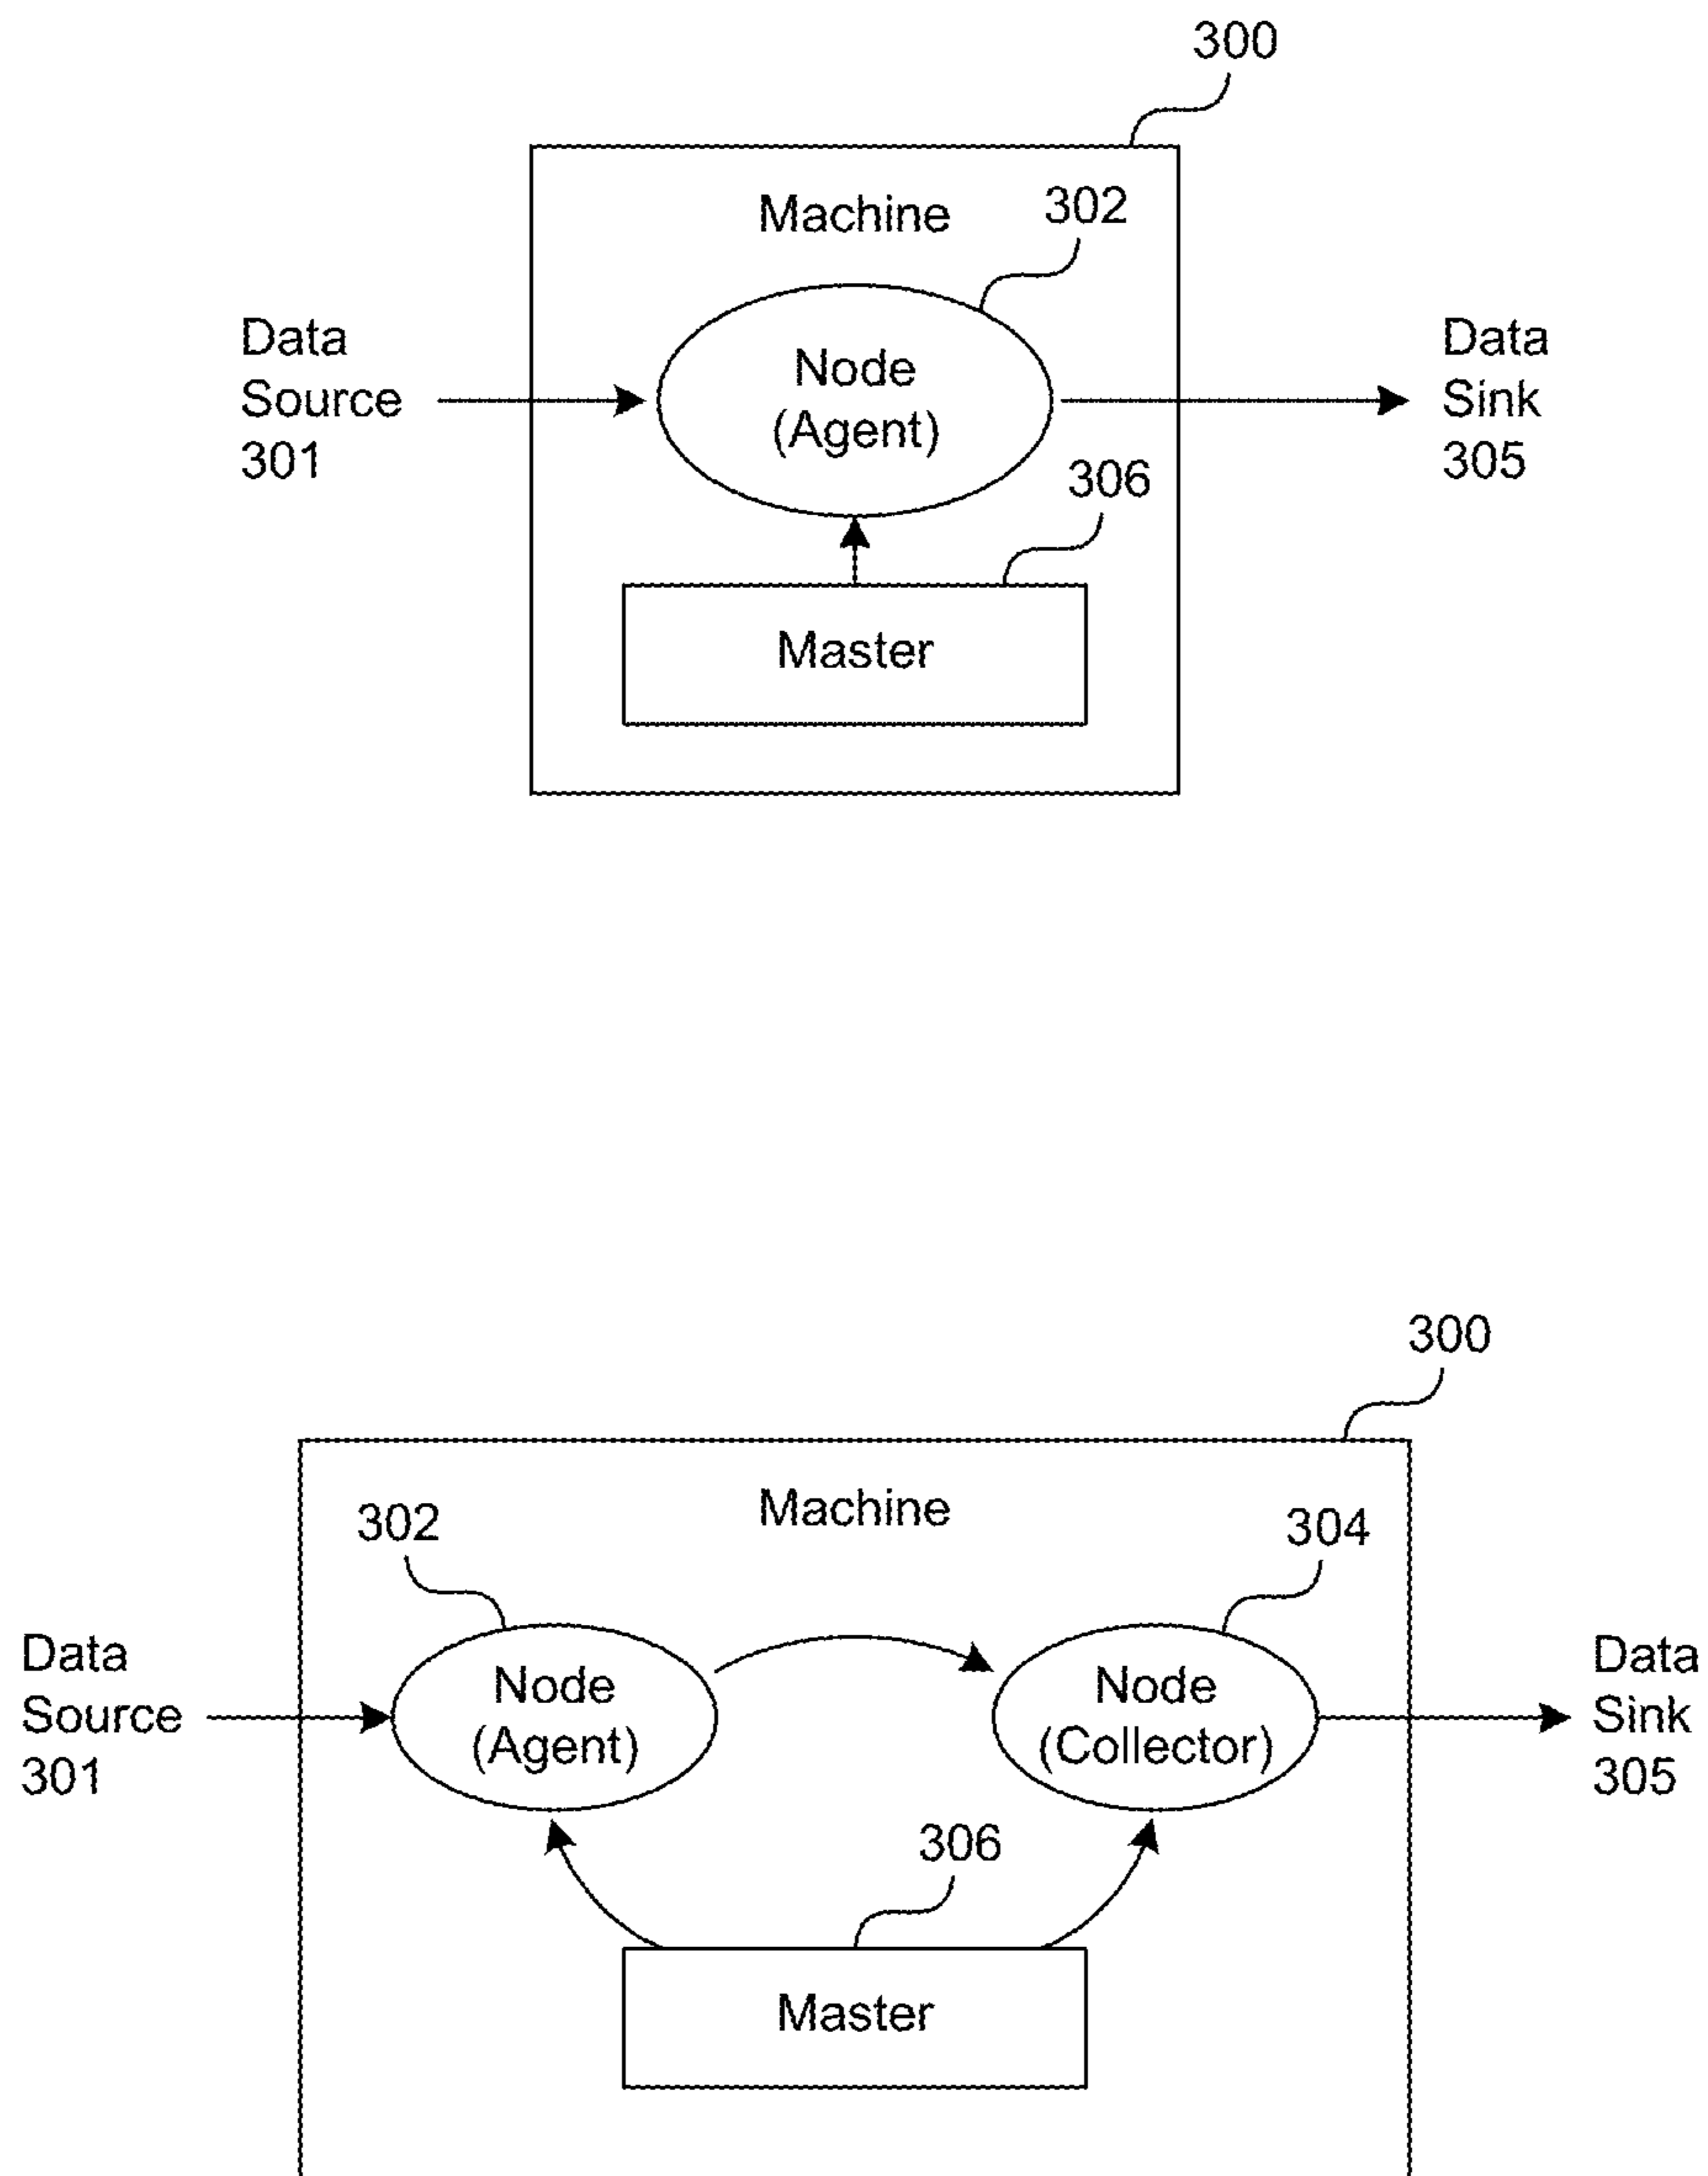 300
Machine
302
Data
Source
301
Node
(Agent)
Data
Sink
305
306
Master
300
Machine
302
304
Data
Source
301
Node
(Agent)
Node
(Collector)
Data
Sink
305
306
Master